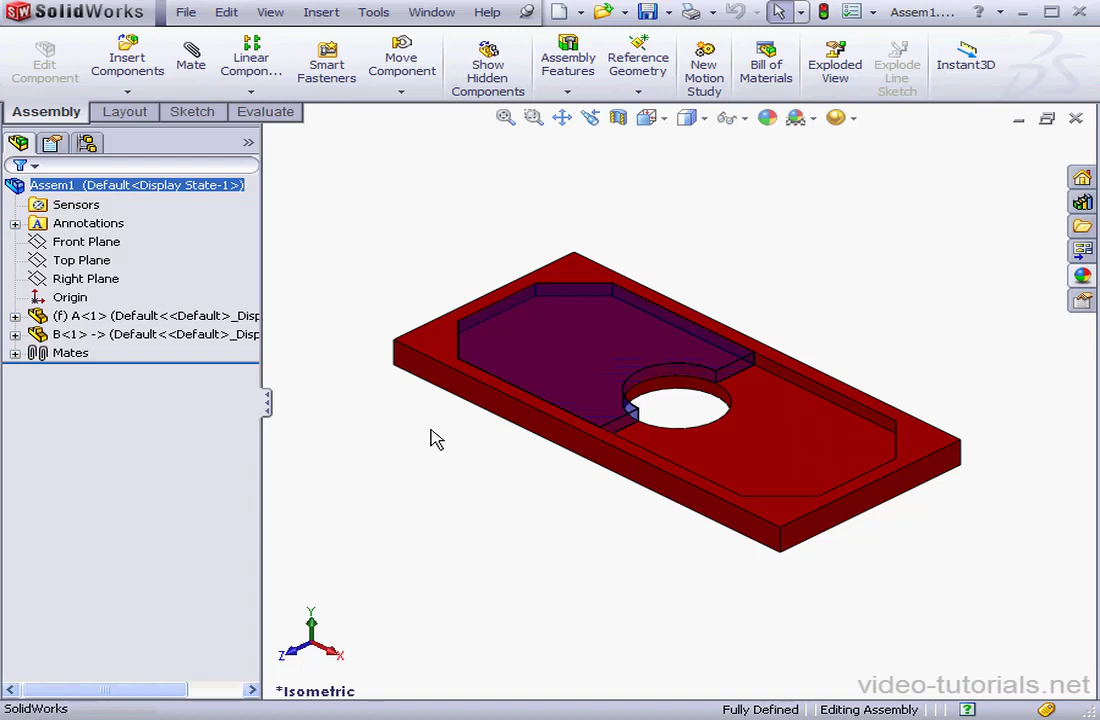 SW SolidWorks File Edit View Insert Tools Window Help Assem1.... ?
Edit Component
Insert Components
Mate
Linear Compon...
Smart Fasteners
Move Component
Show Hidden Components
Assembly Features
Reference Geometry
New Motion Study
Bill of Materials
Exploded View
Explode Line Sketch
Instant3D
Assembly Layout Sketch Evaluate
Assem1 (Default<Display State-1>)
Sensors
A Annotations
Front Plane
Top Plane
Right Plane
Origin
(f) A<1> (Default<<Default>_Disp
B<1> -> (Default<<Default>_Disp
Mates
Y
Z X
*Isometric
video-tutorials.net
SolidWorks Fully Defined Editing Assembly ?